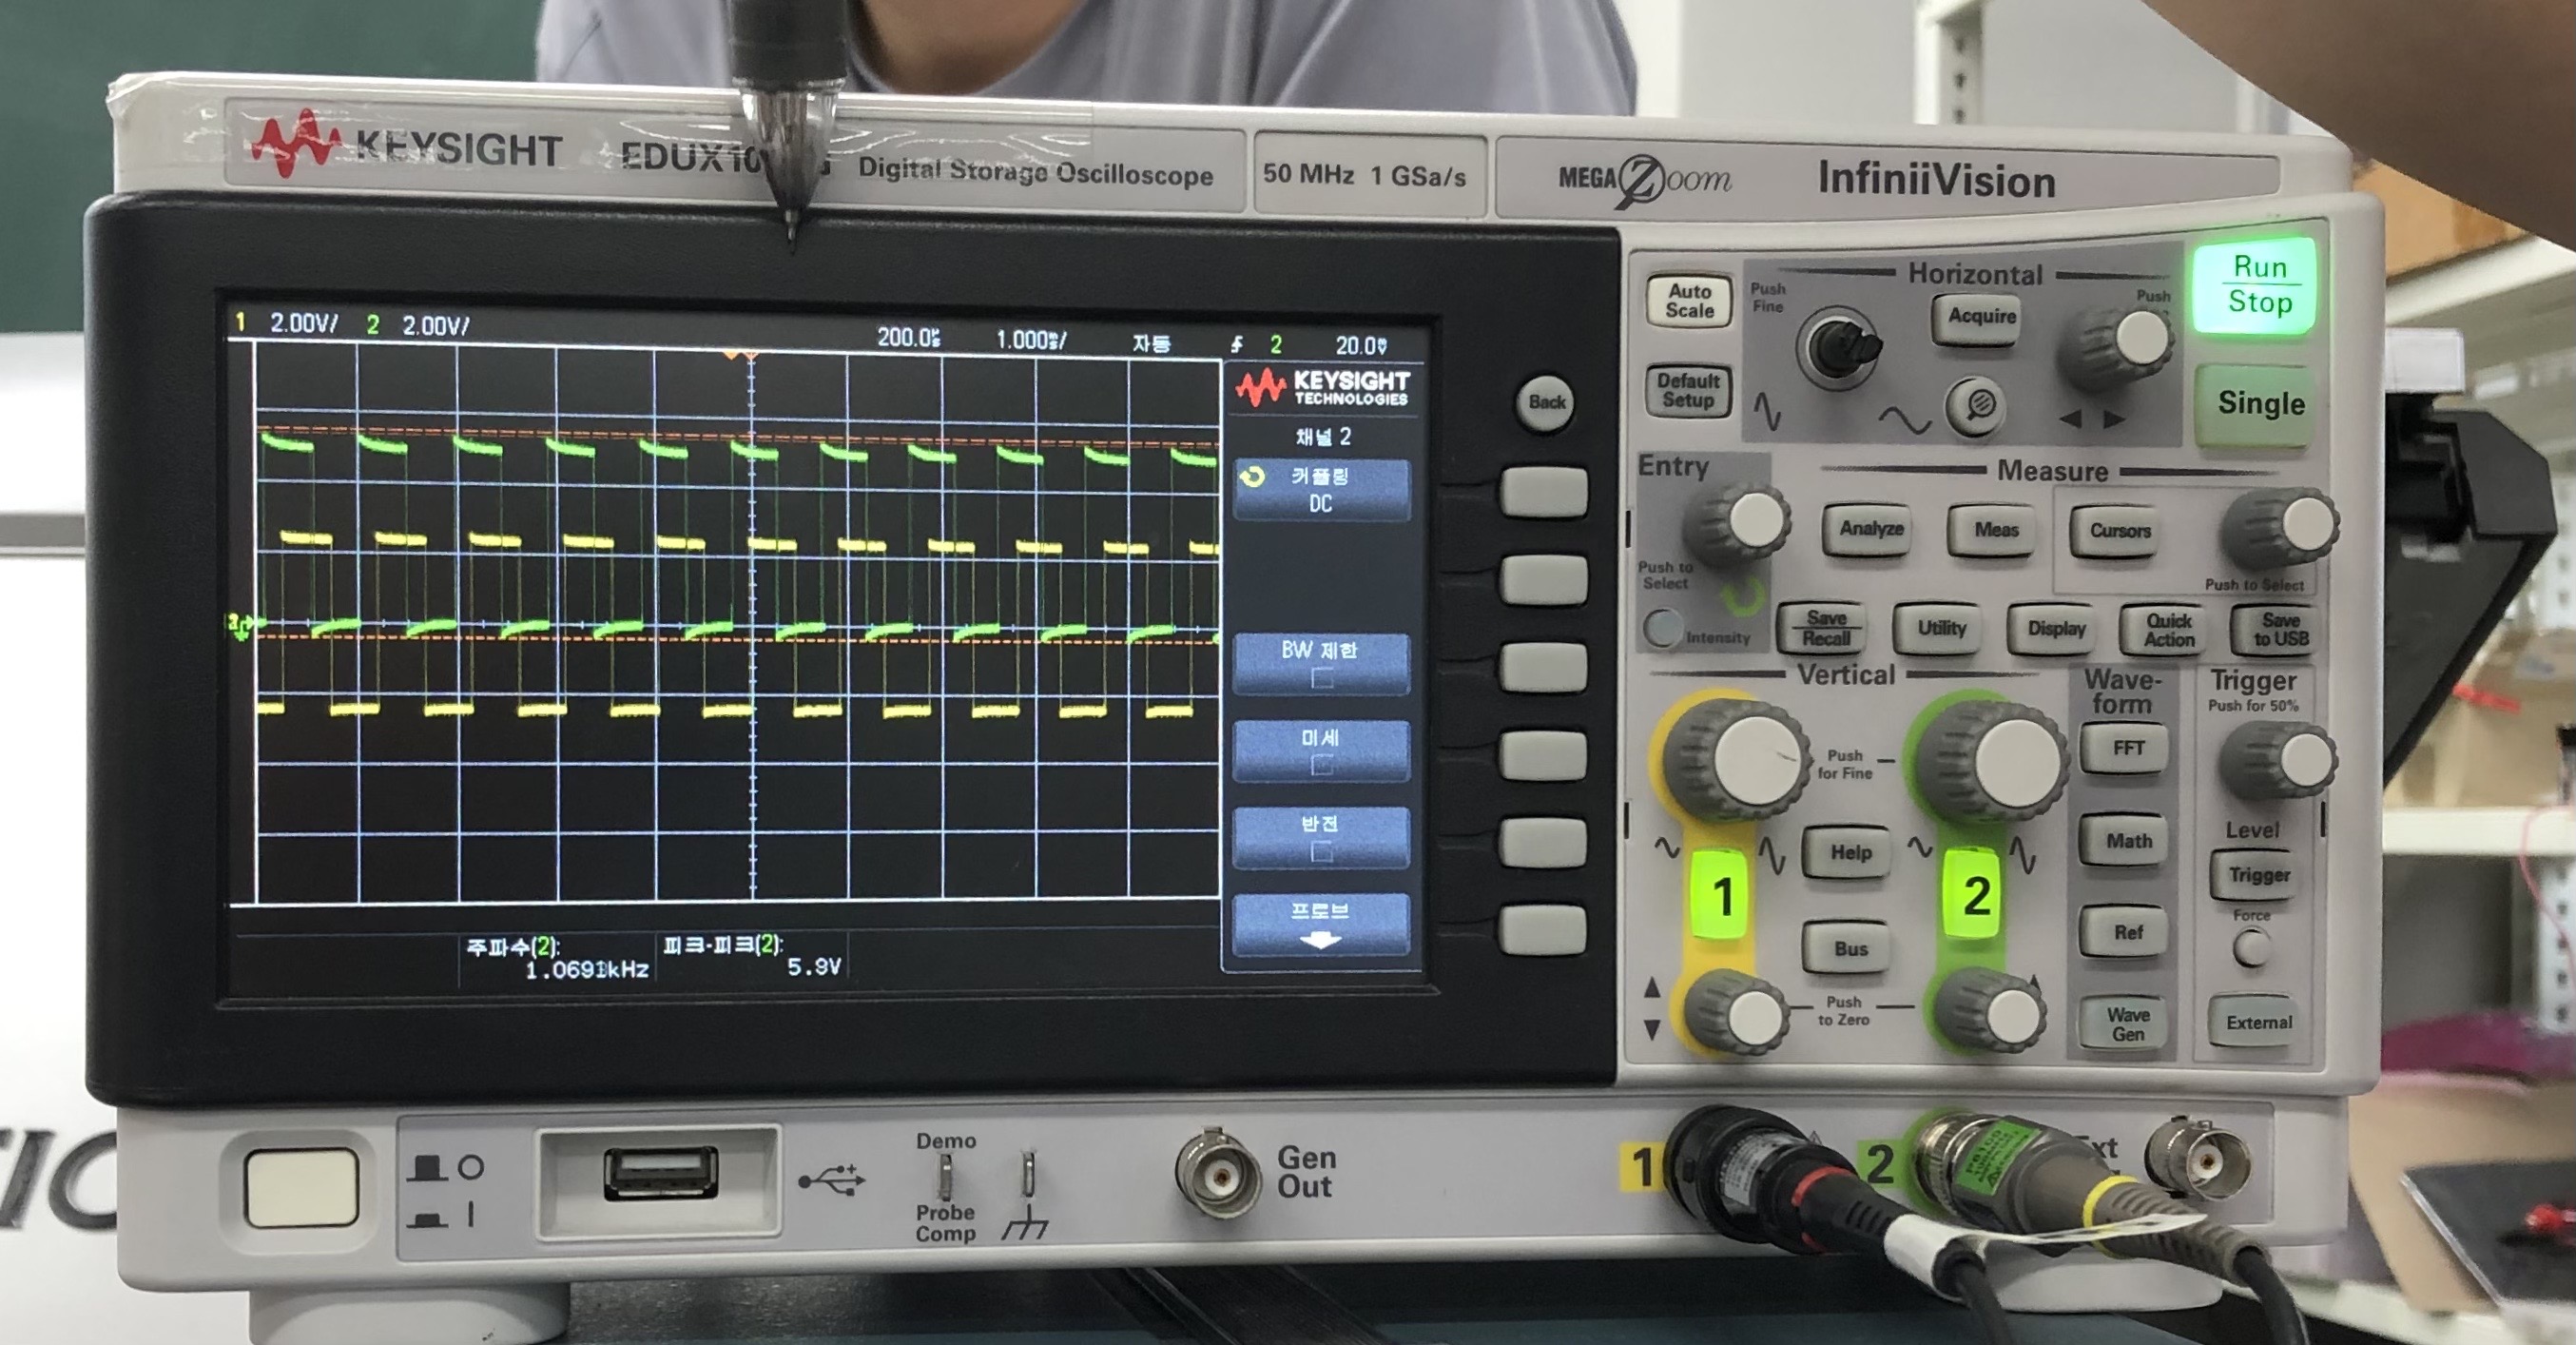 KEYSIGHT
Digital Storage Oscilloscope
50 MHz 1 GSa/s
MEGA Zoom
InfiniiVision
1 2.00V/ 2 2.00V/ 200.0 1.000 자동 2 20.0
KEYSIGHT
TECHNOLOGIES
채널 2
커플링
DC
BW 제한
미세
반전
프로브
주파수(2):
피크-피크(2):
5.9V
Back
Auto
Scale
Default
Setup
Push
Fine
Horizontal
Acquire
Push
Run
Stop
Single
Entry
Measure
Analyze
Meas
Cursors
Push to
Select
Push to Select
Intensity
Save
Recall
Utility
Display
Quick
Action
Save
to USB
Vertical
Push
for Fine
Help
1
2
Bus
Push
to Zero
Wave-
form
FFT
Math
Ref
Wave
Gen
Trigger
Push for 50%
Level
Trigger
Force
External
Demo
Probe
Comp
Gen
Out
1
2